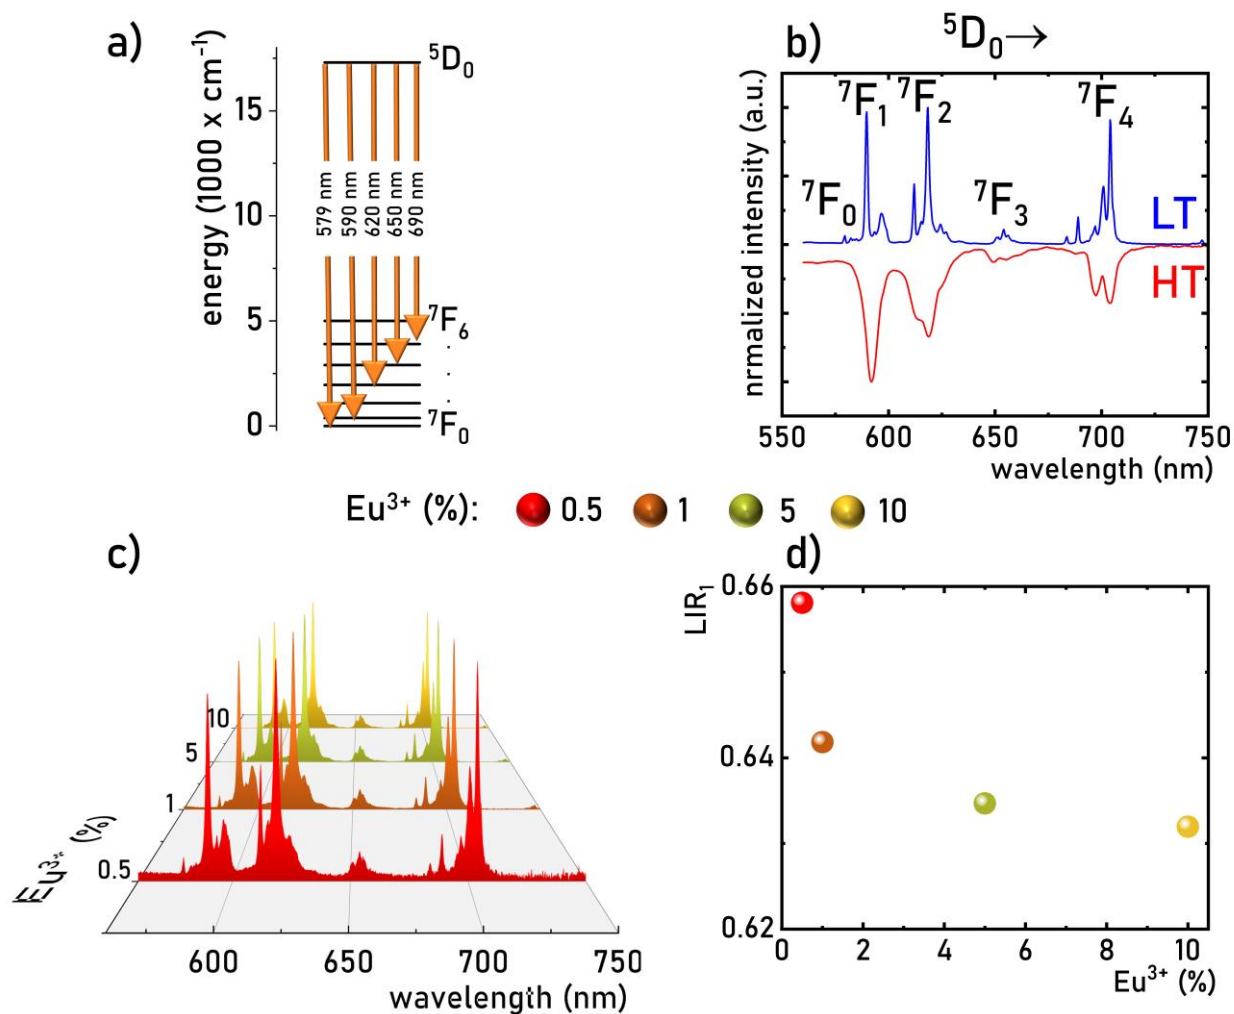 a)
energy (1000 x cm⁻¹)
15
10
5
0
⁵D₀
579 nm
590 nm
620 nm
650 nm
690 nm
⁷F₆
.
.
.
⁷F₀
b)
⁵D₀→
nrmalized intensity (a.u.)
⁷F₀
⁷F₁
⁷F₂
⁷F₃
⁷F₄
LT
HT
550 600 650 700 750
wavelength (nm)
Eu³⁺ (%): 0.5 1 5 10
c)
10
5
1
0.5
Eu³⁺ (%)
600 650 700 750
wavelength (nm)
d)
LIR₁
0.66
0.64
0.62
0 2 4 6 8 10
Eu³⁺ (%)